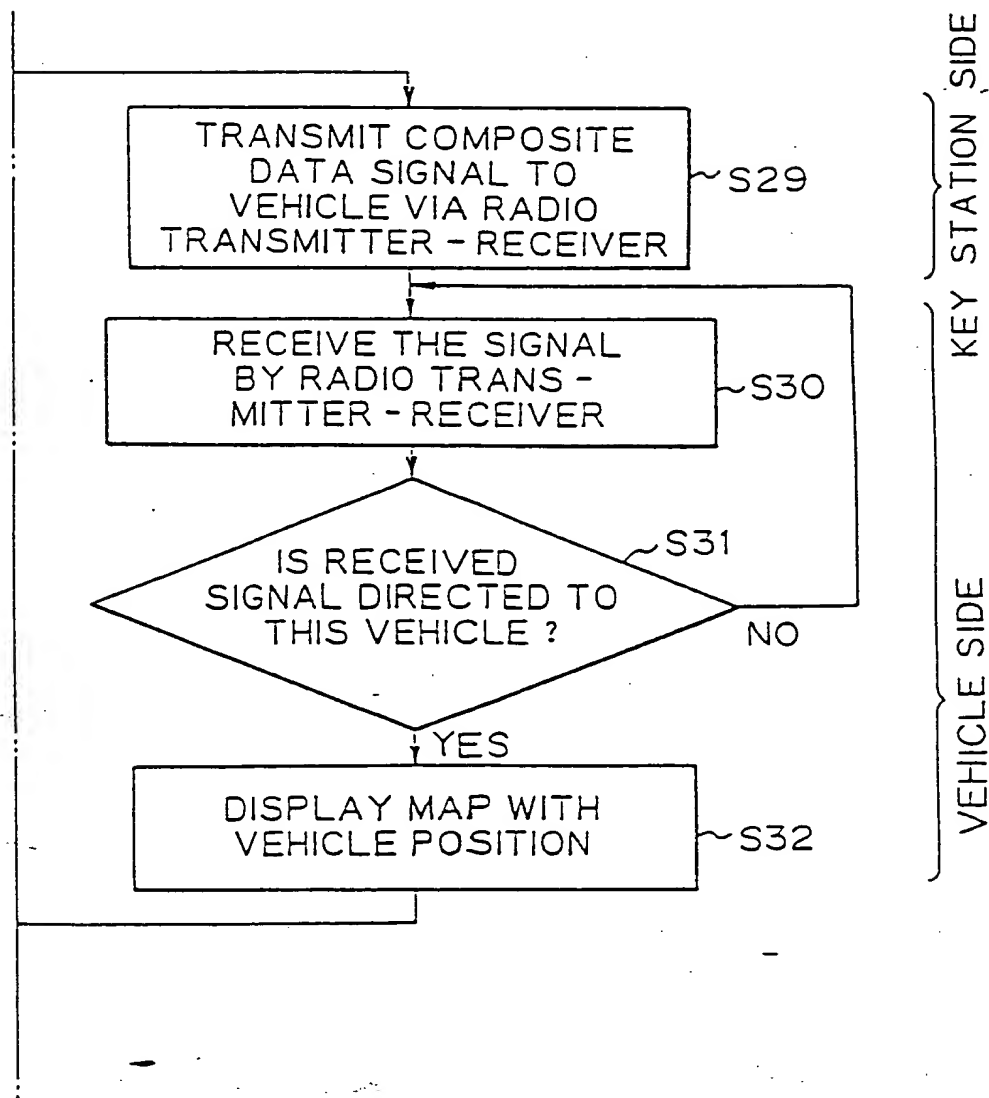 TRANSMIT COMPOSITE
DATA SIGNAL TO
VEHICLE VIA RADIO
TRANSMITTER - RECEIVER
S29
RECEIVE THE SIGNAL
BY RADIO TRANS -
MITTER - RECEIVER
S30
IS RECEIVED
SIGNAL DIRECTED TO
THIS VEHICLE ?
S31
NO
YES
DISPLAY MAP WITH
VEHICLE POSITION
S32
KEY STATION SIDE
VEHICLE SIDE